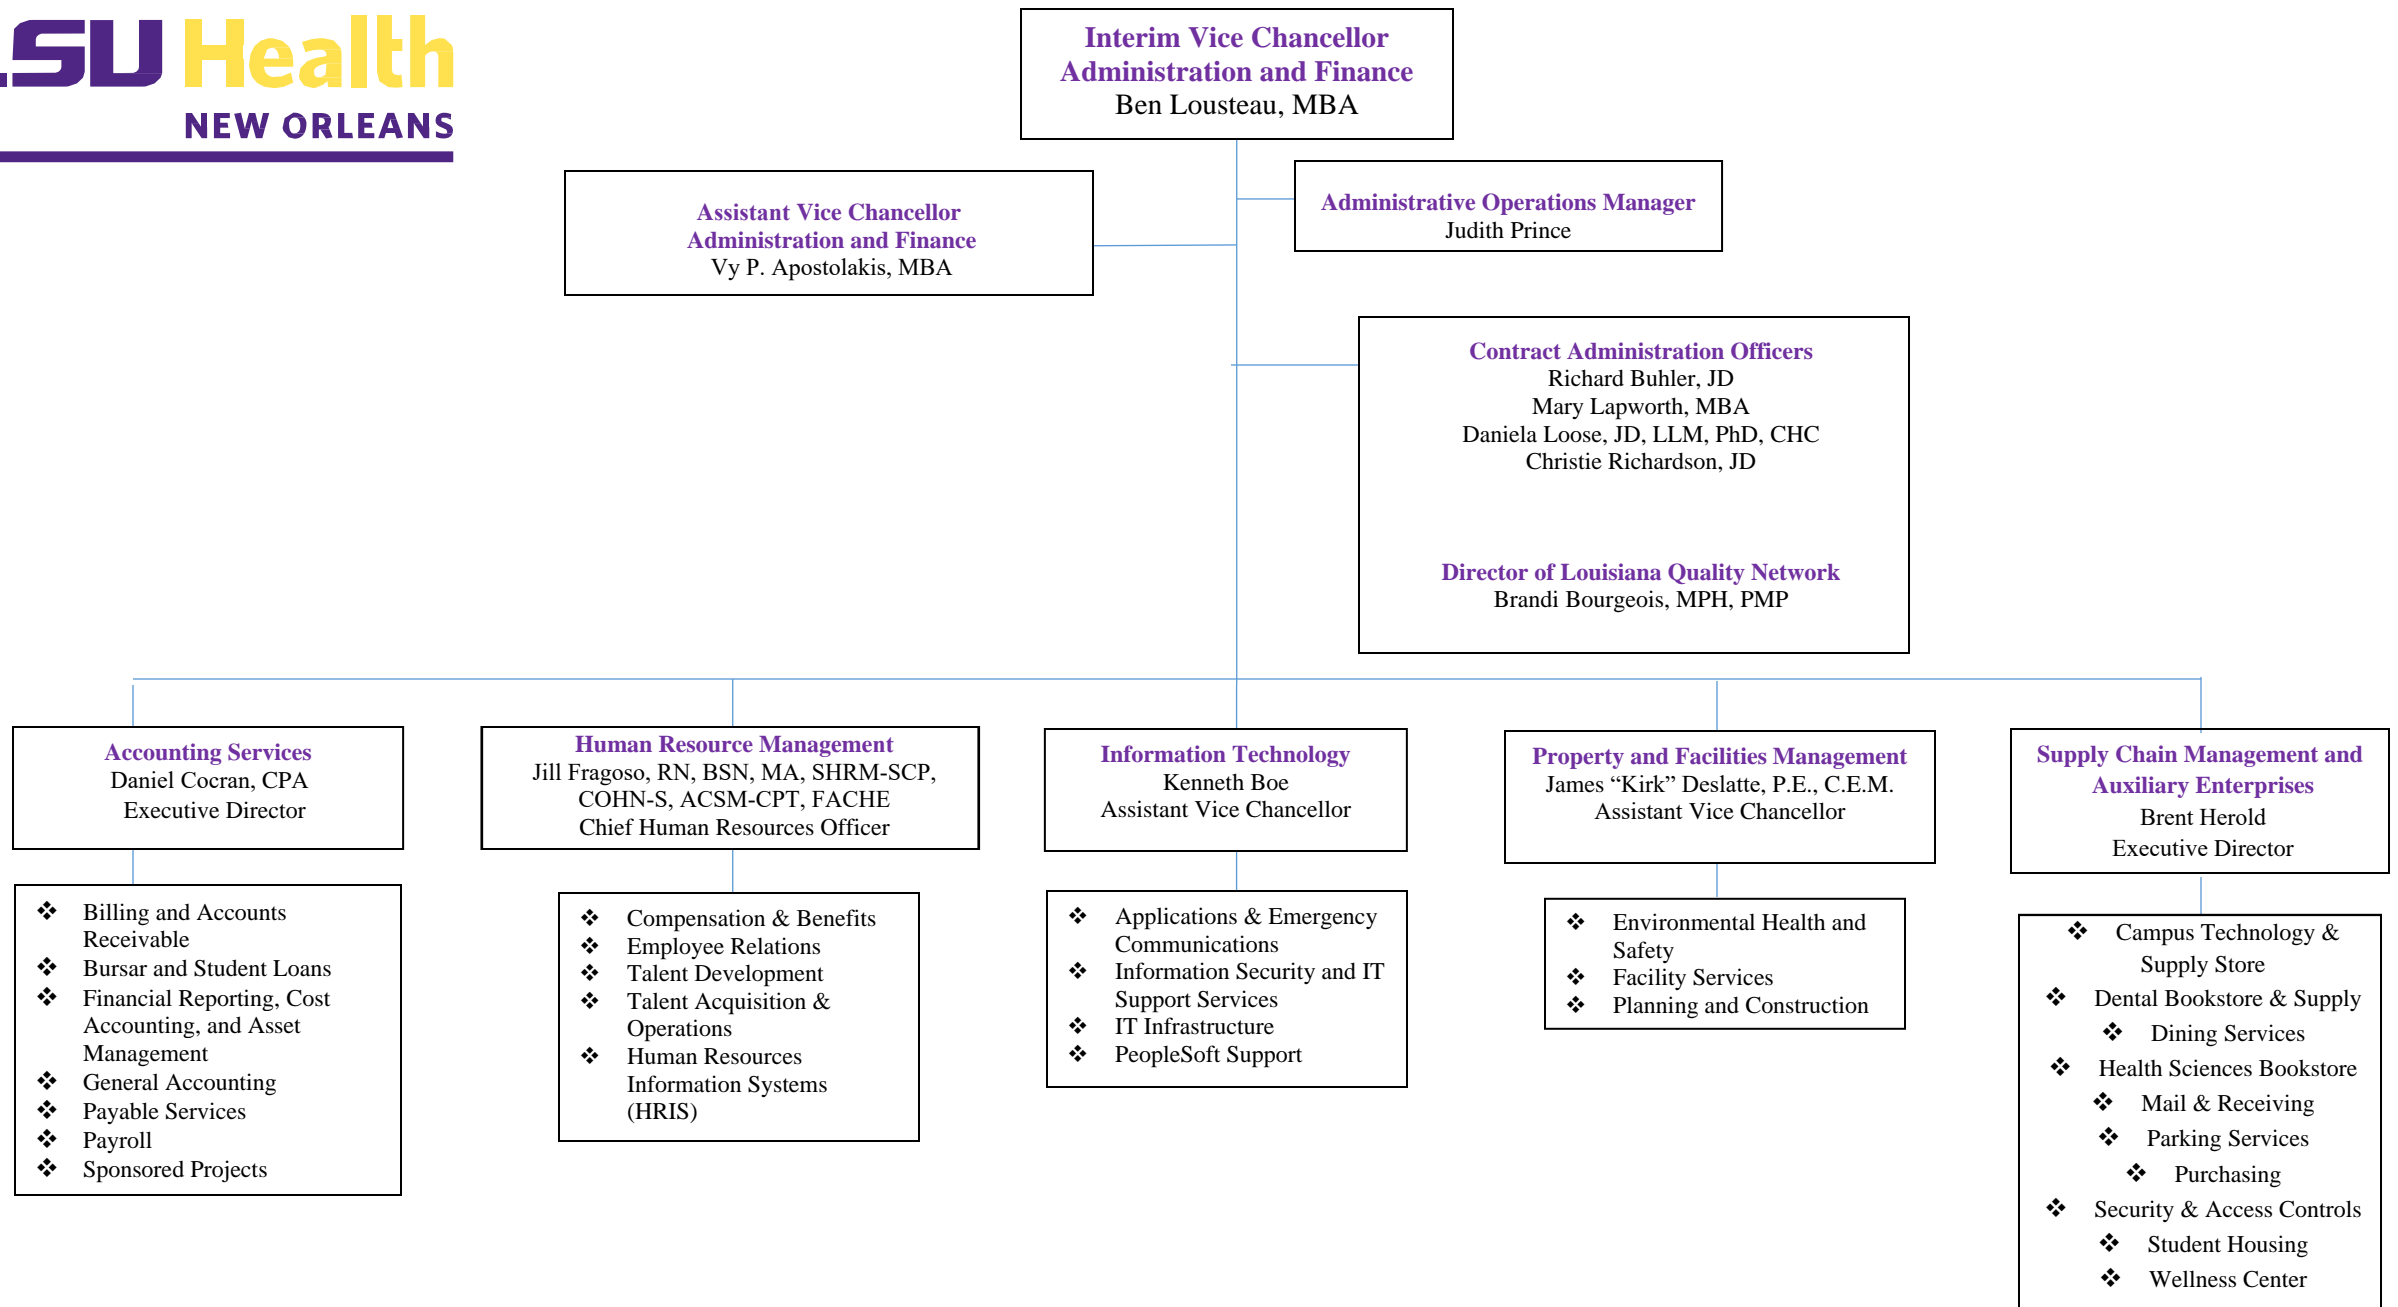 LSU Health
NEW ORLEANS
Interim Vice Chancellor
Administration and Finance
Ben Lousteau, MBA
Assistant Vice Chancellor
Administration and Finance
Vy P. Apostolakis, MBA
Administrative Operations Manager
Judith Prince
Contract Administration Officers
Richard Buhler, JD
Mary Lapworth, MBA
Daniela Loose, JD, LLM, PhD, CHC
Christie Richardson, JD
Director of Louisiana Quality Network
Brandi Bourgeois, MPH, PMP
Accounting Services
Daniel Cocran, CPA
Executive Director
❖ Billing and Accounts
Receivable
❖ Bursar and Student Loans
❖ Financial Reporting, Cost
Accounting, and Asset
Management
❖ General Accounting
❖ Payable Services
❖ Payroll
❖ Sponsored Projects
Human Resource Management
Jill Fragoso, RN, BSN, MA, SHRM-SCP,
COHN-S, ACSM-CPT, FACHE
Chief Human Resources Officer
❖ Compensation & Benefits
❖ Employee Relations
❖ Talent Development
❖ Talent Acquisition &
Operations
❖ Human Resources
Information Systems
(HRIS)
Information Technology
Kenneth Boe
Assistant Vice Chancellor
❖ Applications & Emergency
Communications
❖ Information Security and IT
Support Services
❖ IT Infrastructure
❖ PeopleSoft Support
Property and Facilities Management
James “Kirk” Deslatte, P.E., C.E.M.
Assistant Vice Chancellor
❖ Environmental Health and
Safety
❖ Facility Services
❖ Planning and Construction
Supply Chain Management and
Auxiliary Enterprises
Brent Herold
Executive Director
❖ Campus Technology &
Supply Store
❖ Dental Bookstore & Supply
❖ Dining Services
❖ Health Sciences Bookstore
❖ Mail & Receiving
❖ Parking Services
❖ Purchasing
❖ Security & Access Controls
❖ Student Housing
❖ Wellness Center